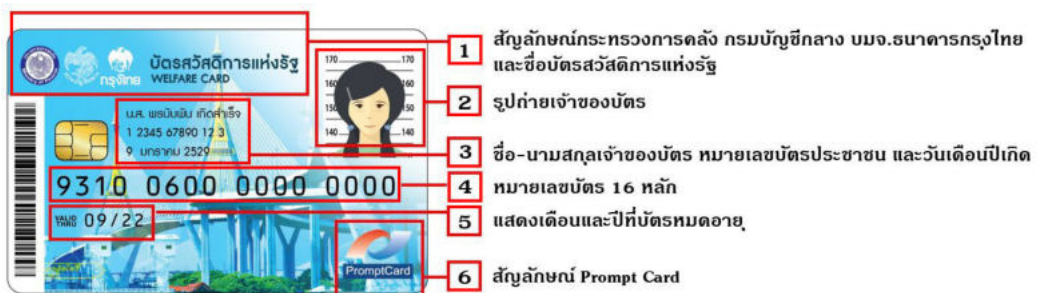 กรุงไทย
บัตรสวัสดิการแห่งรัฐ
WELFARE CARD
170 170
160 160
150 150
140 140
น.ส. พรนับพัน เกิดสำเร็จ
1 2345 67890 12 3
9 มกราคม 2529
9310 0600 0000 0000
VALID THRU 09/22
PromptCard
1 สัญลักษณ์กระทรวงการคลัง กรมบัญชีกลาง บมจ.ธนาคารกรุงไทย
และชื่อบัตรสวัสดิการแห่งรัฐ
2 รูปถ่ายเจ้าของบัตร
3 ชื่อ-นามสกุลเจ้าของบัตร หมายเลขบัตรประชาชน และวันเดือนปีเกิด
4 หมายเลขบัตร 16 หลัก
5 แสดงเดือนและปีที่บัตรหมดอายุ
6 สัญลักษณ์ Prompt Card